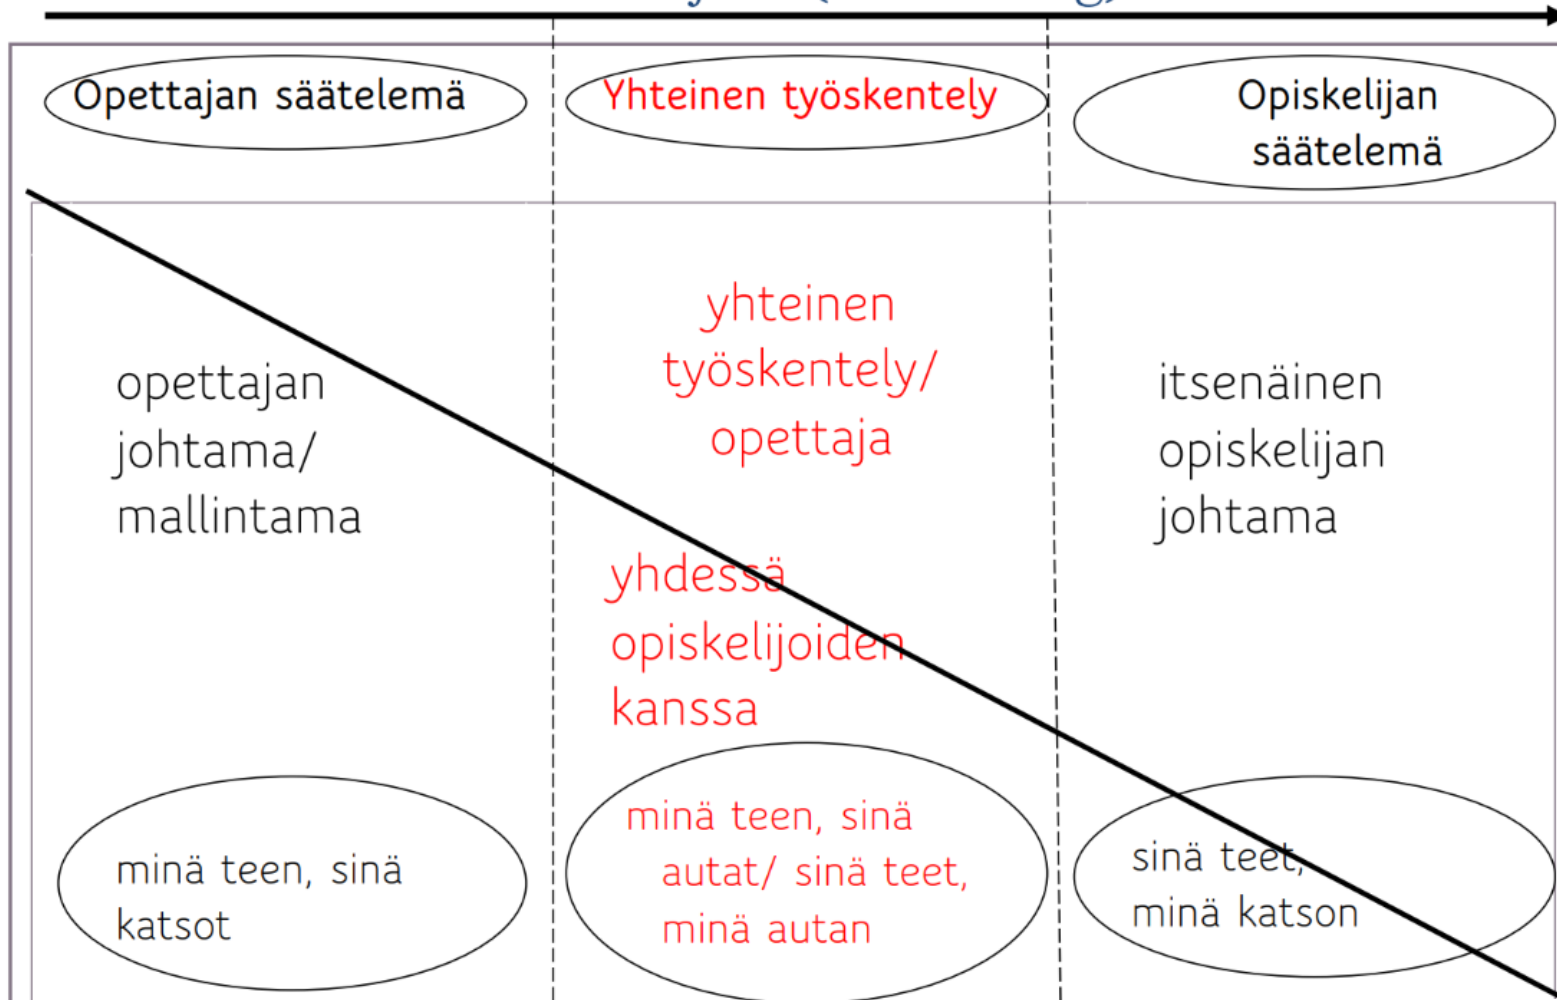 Opettajan säätelemä
Yhteinen työskentely
Opiskelijan
säätelemä
opettajan
johtama/
mallintama
yhteinen
työskentely/
opettaja
yhdessä
opiskelijoiden
kanssa
itsenäinen
opiskelijan
johtama
minä teen, sinä
katsot
minä teen, sinä
autat/ sinä teet,
minä autan
sinä teet,
minä katson